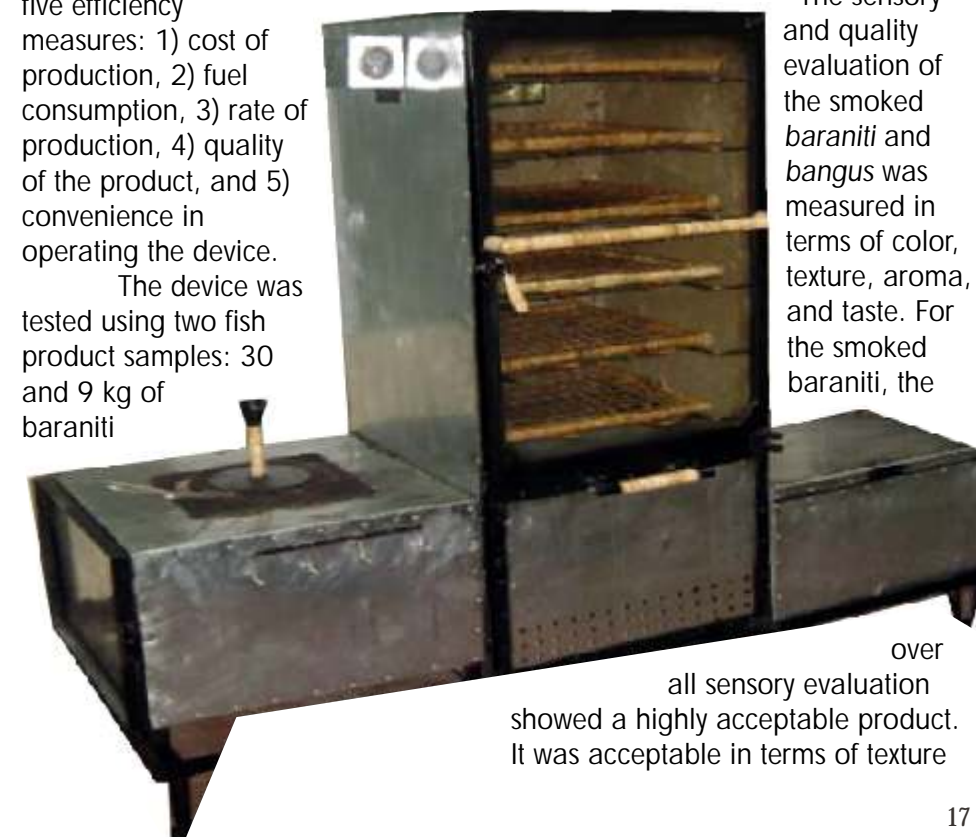 five efficiency
measures: 1) cost of
production, 2) fuel
consumption, 3) rate of
production, 4) quality
of the product, and 5)
convenience in
operating the device.
The device was
tested using two fish
product samples: 30
and 9 kg of
baraniti
The sensory
and quality
evaluation of
the smoked
baraniti and
bangus was
measured in
terms of color,
texture, aroma,
and taste. For
the smoked
baraniti, the
over
all sensory evaluation
showed a highly acceptable product.
It was acceptable in terms of texture
17